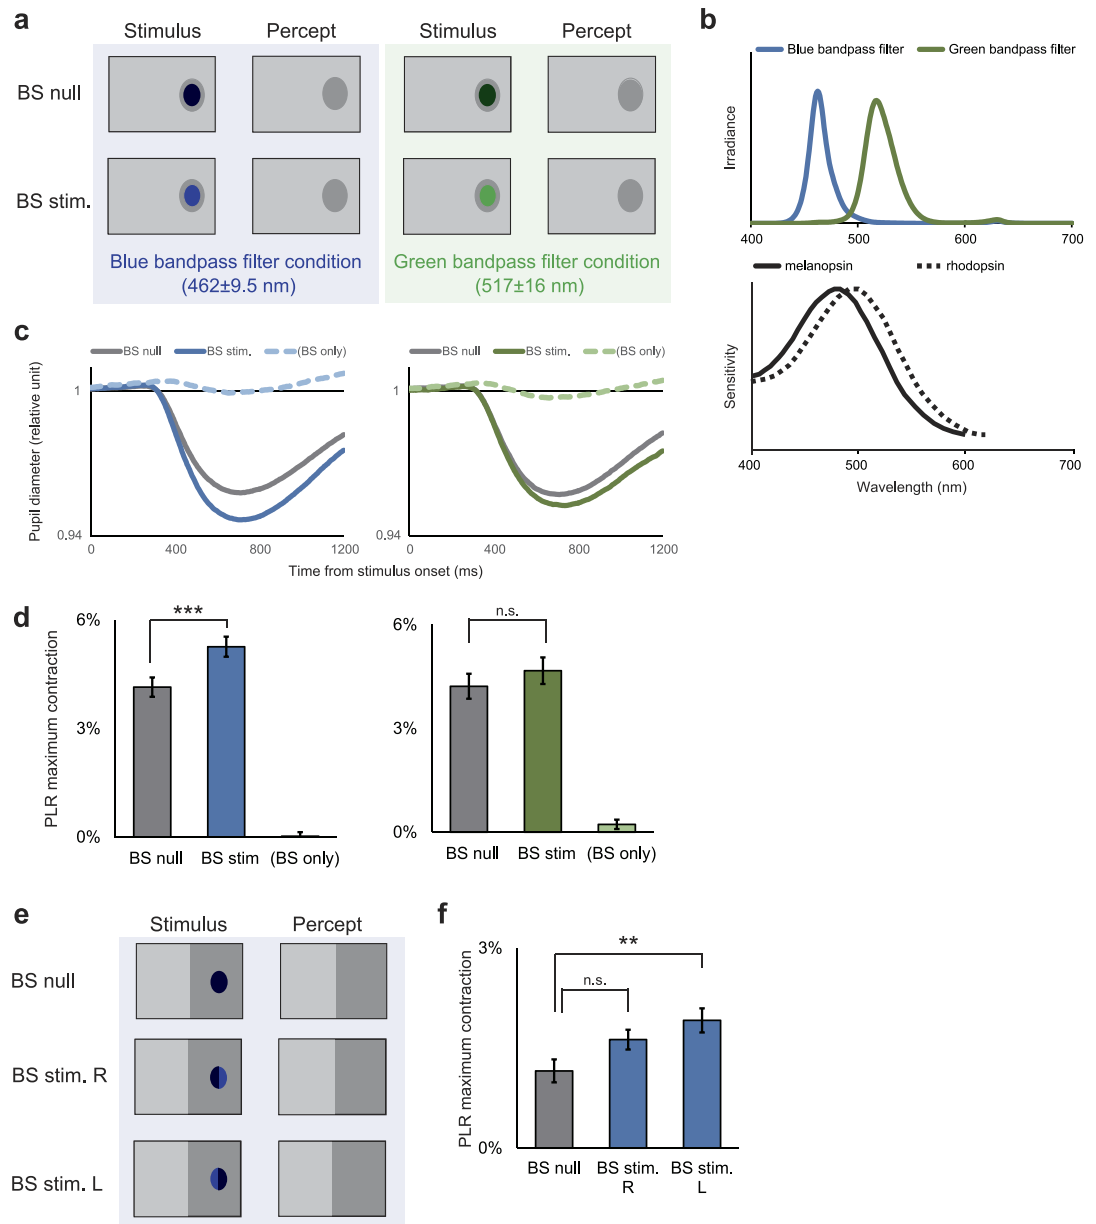 a
Stimulus Percept Stimulus Percept
BS null
BS stim.
Blue bandpass filter condition
(462±9.5 nm)
Green bandpass filter condition
(517±16 nm)
b
Blue bandpass filter Green bandpass filter
Irradiance
400 500 600 700
melanopsin rhodopsin
Sensitivity
400 500 600 700
Wavelength (nm)
c
BS null BS stim. (BS only) BS null BS stim. (BS only)
Pupil diameter (relative unit)
1 1
0.94 0.94
0 400 800 1200 0 400 800 1200
Time from stimulus onset (ms)
d
PLR maximum contraction
6%
3%
0%
***
BS null BS stim (BS only)
6%
3%
0%
n.s.
BS null BS stim (BS only)
e
Stimulus Percept
BS null
BS stim. R
BS stim. L
f
PLR maximum contraction
3%
0%
**
n.s.
BS null BS stim. BS stim.
R L